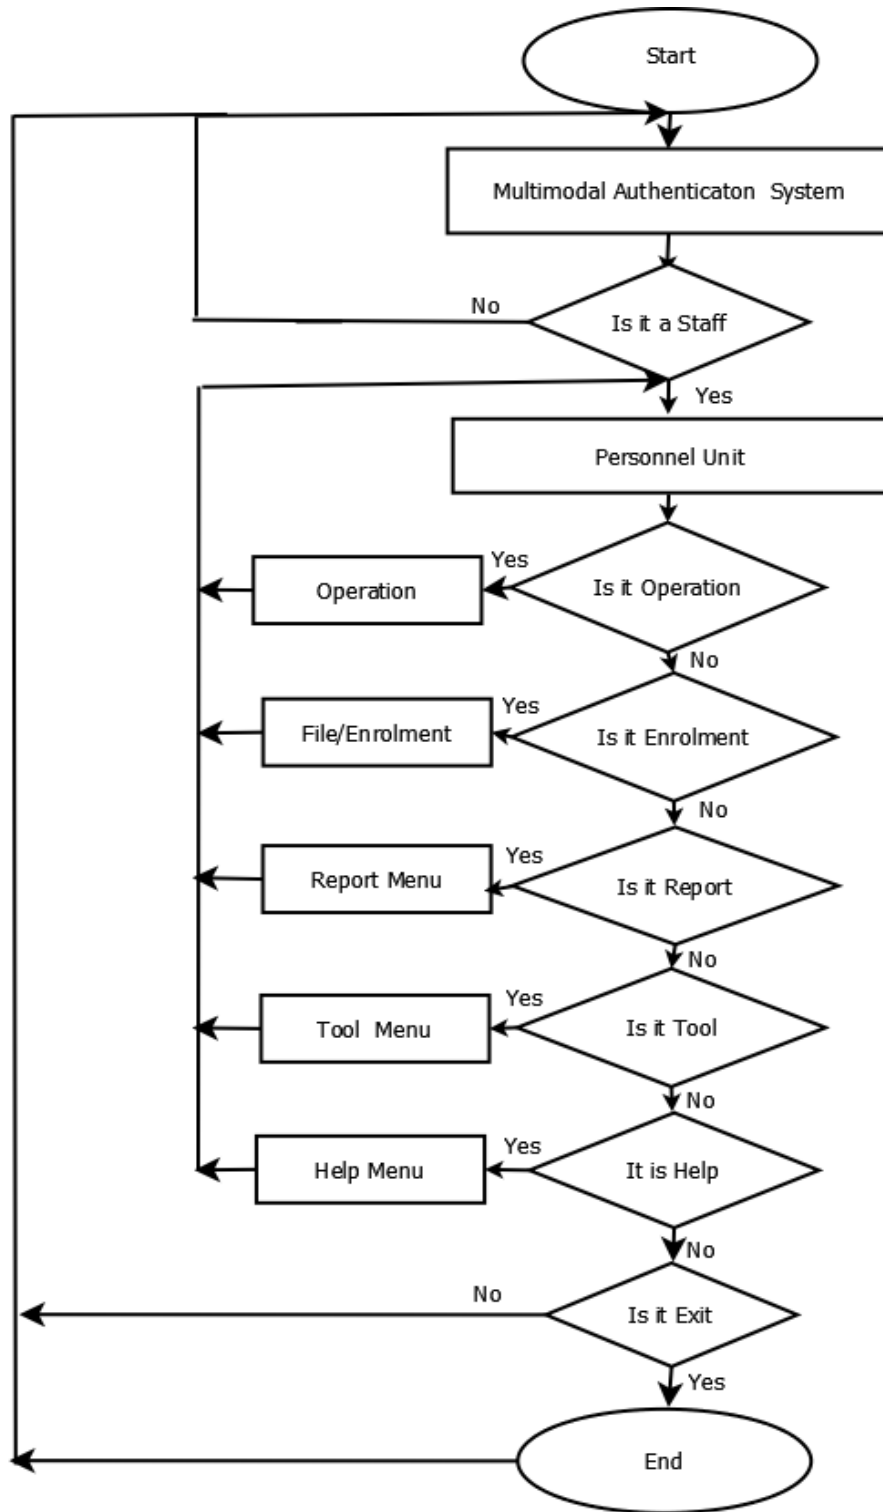 Start
Multimodal Authenticaton System
No
Is it a Staff
Yes
Personnel Unit
Yes
Operation
Is it Operation
No
Yes
File/Enrolment
Is it Enrolment
No
Yes
Report Menu
Is it Report
No
Yes
Tool Menu
Is it Tool
No
Yes
Help Menu
It is Help
No
No
Is it Exit
Yes
End